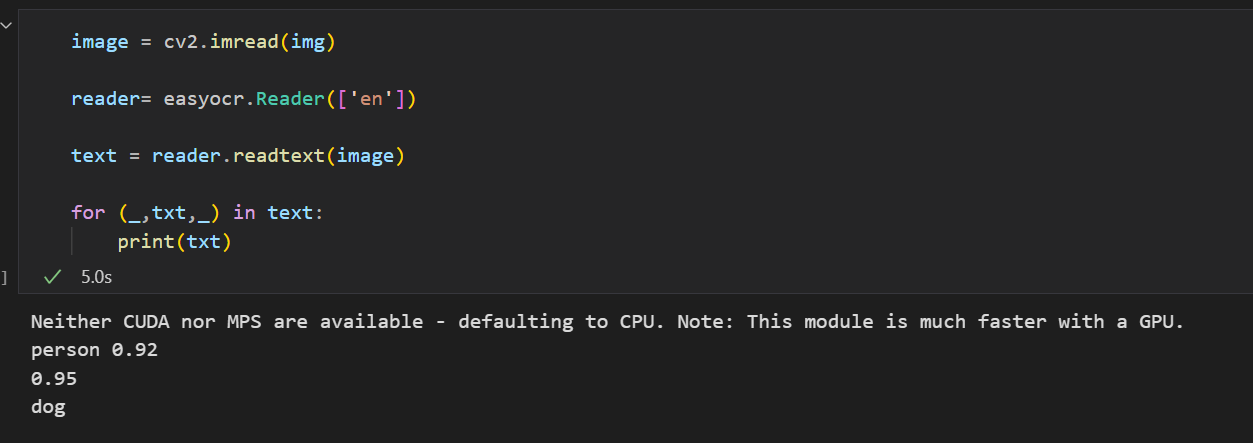 image = cv2.imread(img)
reader= easyocr.Reader(['en'])
text = reader.readtext(image)
for (_,txt,_) in text:
    print(txt)
] ✓ 5.0s
Neither CUDA nor MPS are available - defaulting to CPU. Note: This module is much faster with a GPU.
person 0.92
0.95
dog